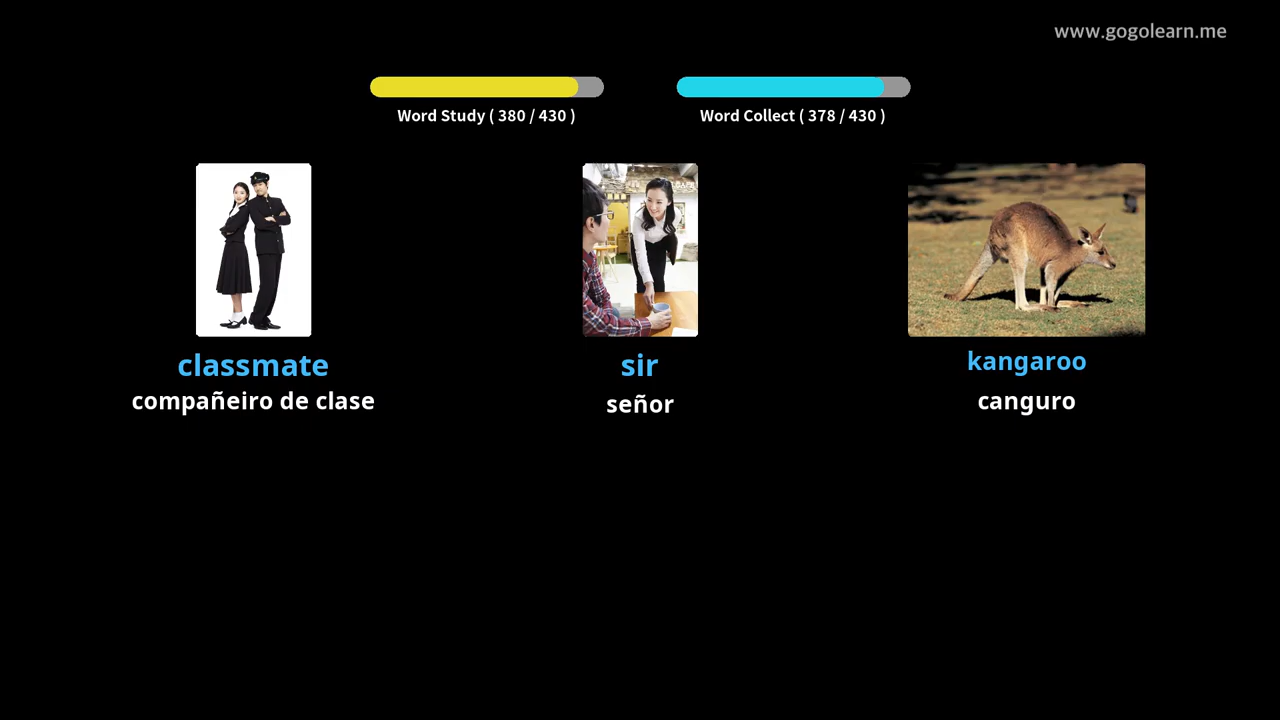 www.gogolearn.me
Word Study ( 380 / 430 )
Word Collect ( 378 / 430 )
classmate
compañeiro de clase
sir
señor
kangaroo
canguro